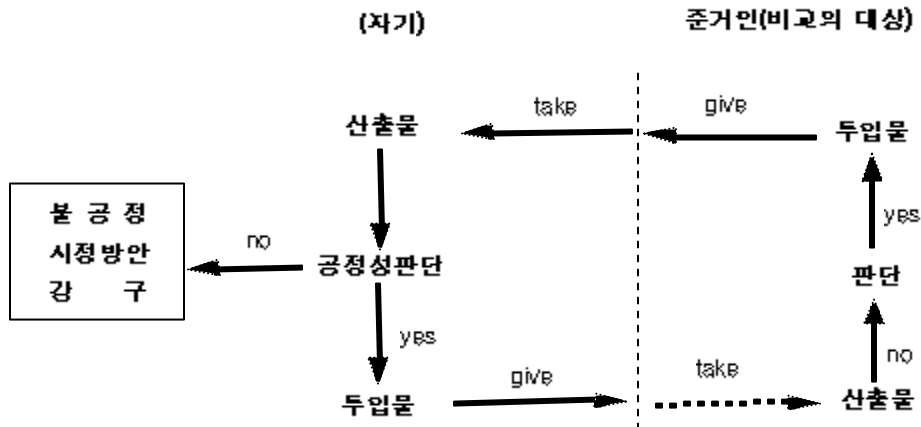 (자기)
준거인(비교의 대상)
take
give
산출물
투입물
yes
불 공 정
시정방안
강 구
no
공정성판단
판단
yes
no
give
take
투입물
산출물